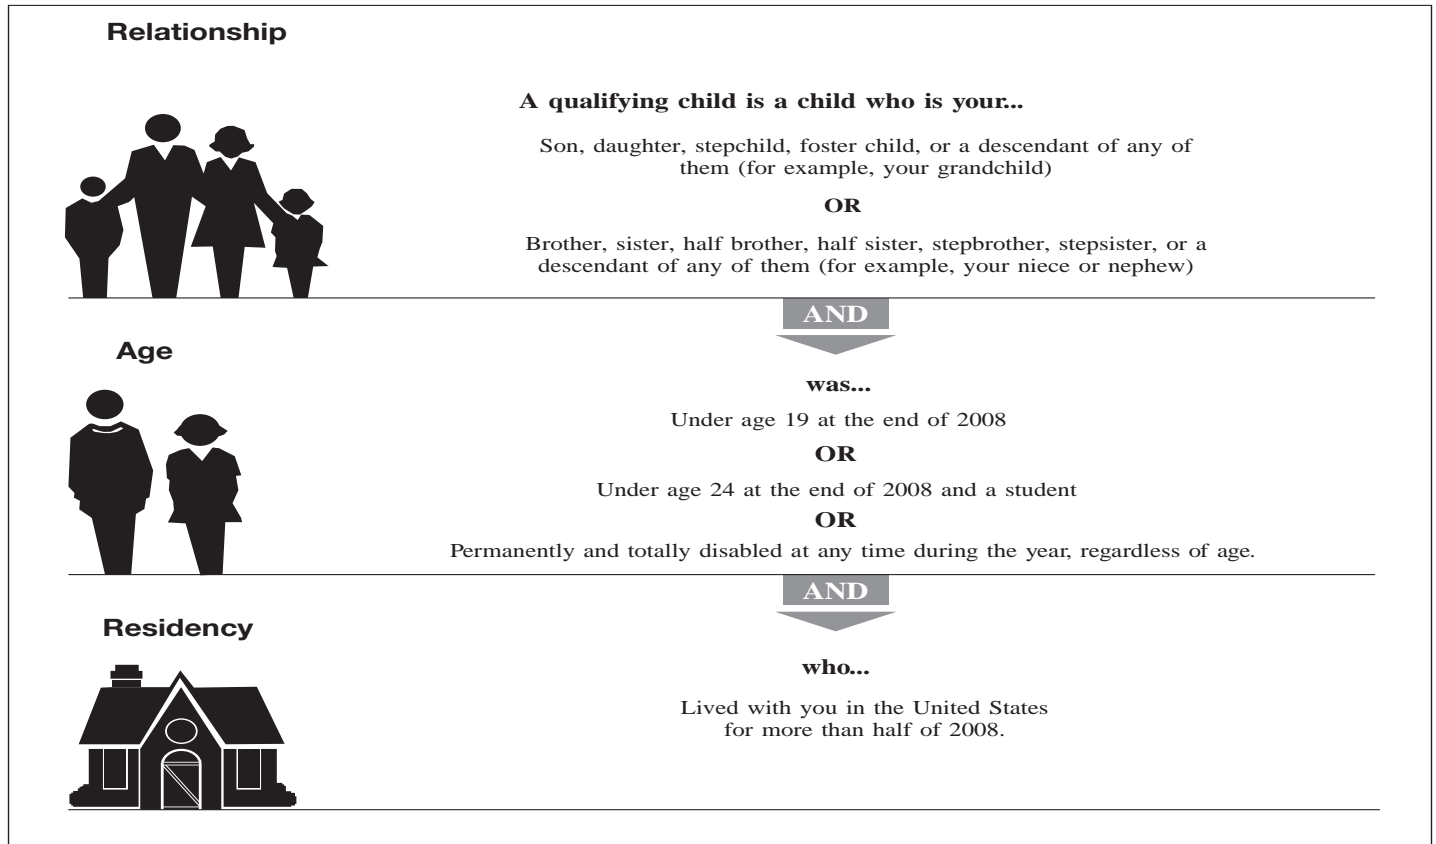 Relationship
A qualifying child is a child who is your...
Son, daughter, stepchild, foster child, or a descendant of any of
them (for example, your grandchild)
OR
Brother, sister, half brother, half sister, stepbrother, stepsister, or a
descendant of any of them (for example, your niece or nephew)
AND
Age
was...
Under age 19 at the end of 2008
OR
Under age 24 at the end of 2008 and a student
OR
Permanently and totally disabled at any time during the year, regardless of age.
AND
Residency
who...
Lived with you in the United States
for more than half of 2008.